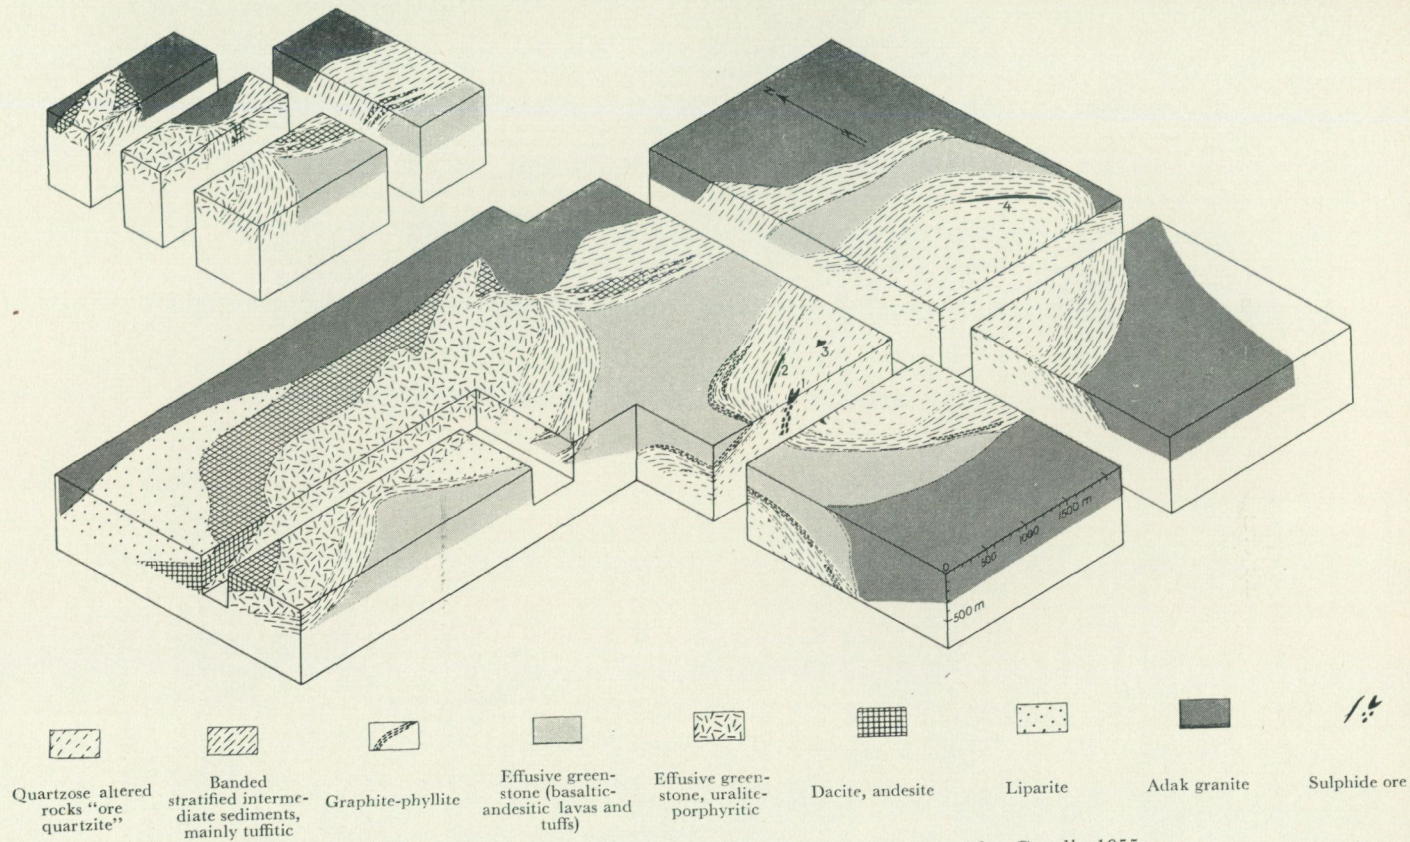 N
4
3
2
1
0
500
1000
1500 m
500 m
Quartzose altered
rocks "ore
quartzite"
Banded
stratified interme-
diate sediments,
mainly tuffitic
Graphite-phyllite
Effusive green-
stone (basaltic-
andesitic lavas and
tuffs)
Effusive green-
stone, uralite-
porphyritic
Dacite, andesite
Liparite
Adak granite
Sulphide ore
1955